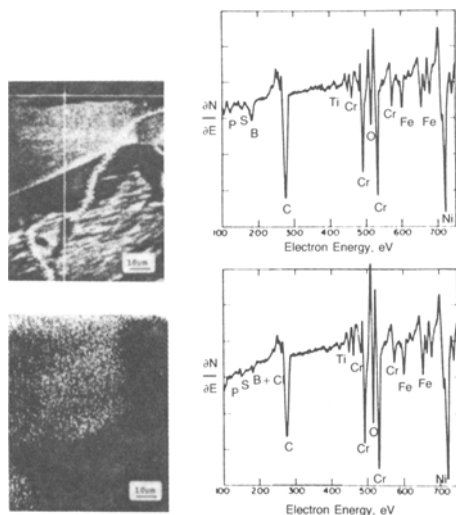 ∂N
∂E
P
S
B
C
Ti
Cr
Cr
O
Cr
Cr
Fe
Fe
Ni
100 200 300 400 500 600 700
Electron Energy, eV
10μm
∂N
∂E
P
S
B + Cl
C
Ti
Cr
Cr
O
Cr
Cr
Fe
Fe
Ni
100 200 300 400 500 600 700
Electron Energy, eV
10μm